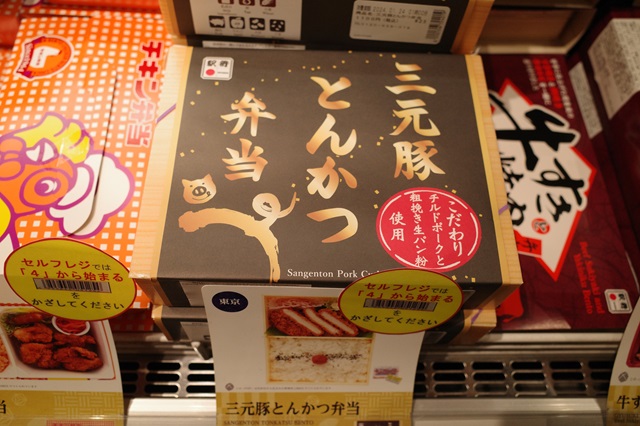 駅弁
三元豚
とんかつ
弁当
こだわり
チルドポークと
粗挽き生パン粉
使用
Sangenton Pork Cu
チキン弁当
牛すき
セルフレジでは
「4」から始まる
を
かざしてください
セルフレジでは
「4」から始まる
を
かざしてください
東京
三元豚とんかつ弁当
SANGENTON TONKATSU BENTO
当
牛す